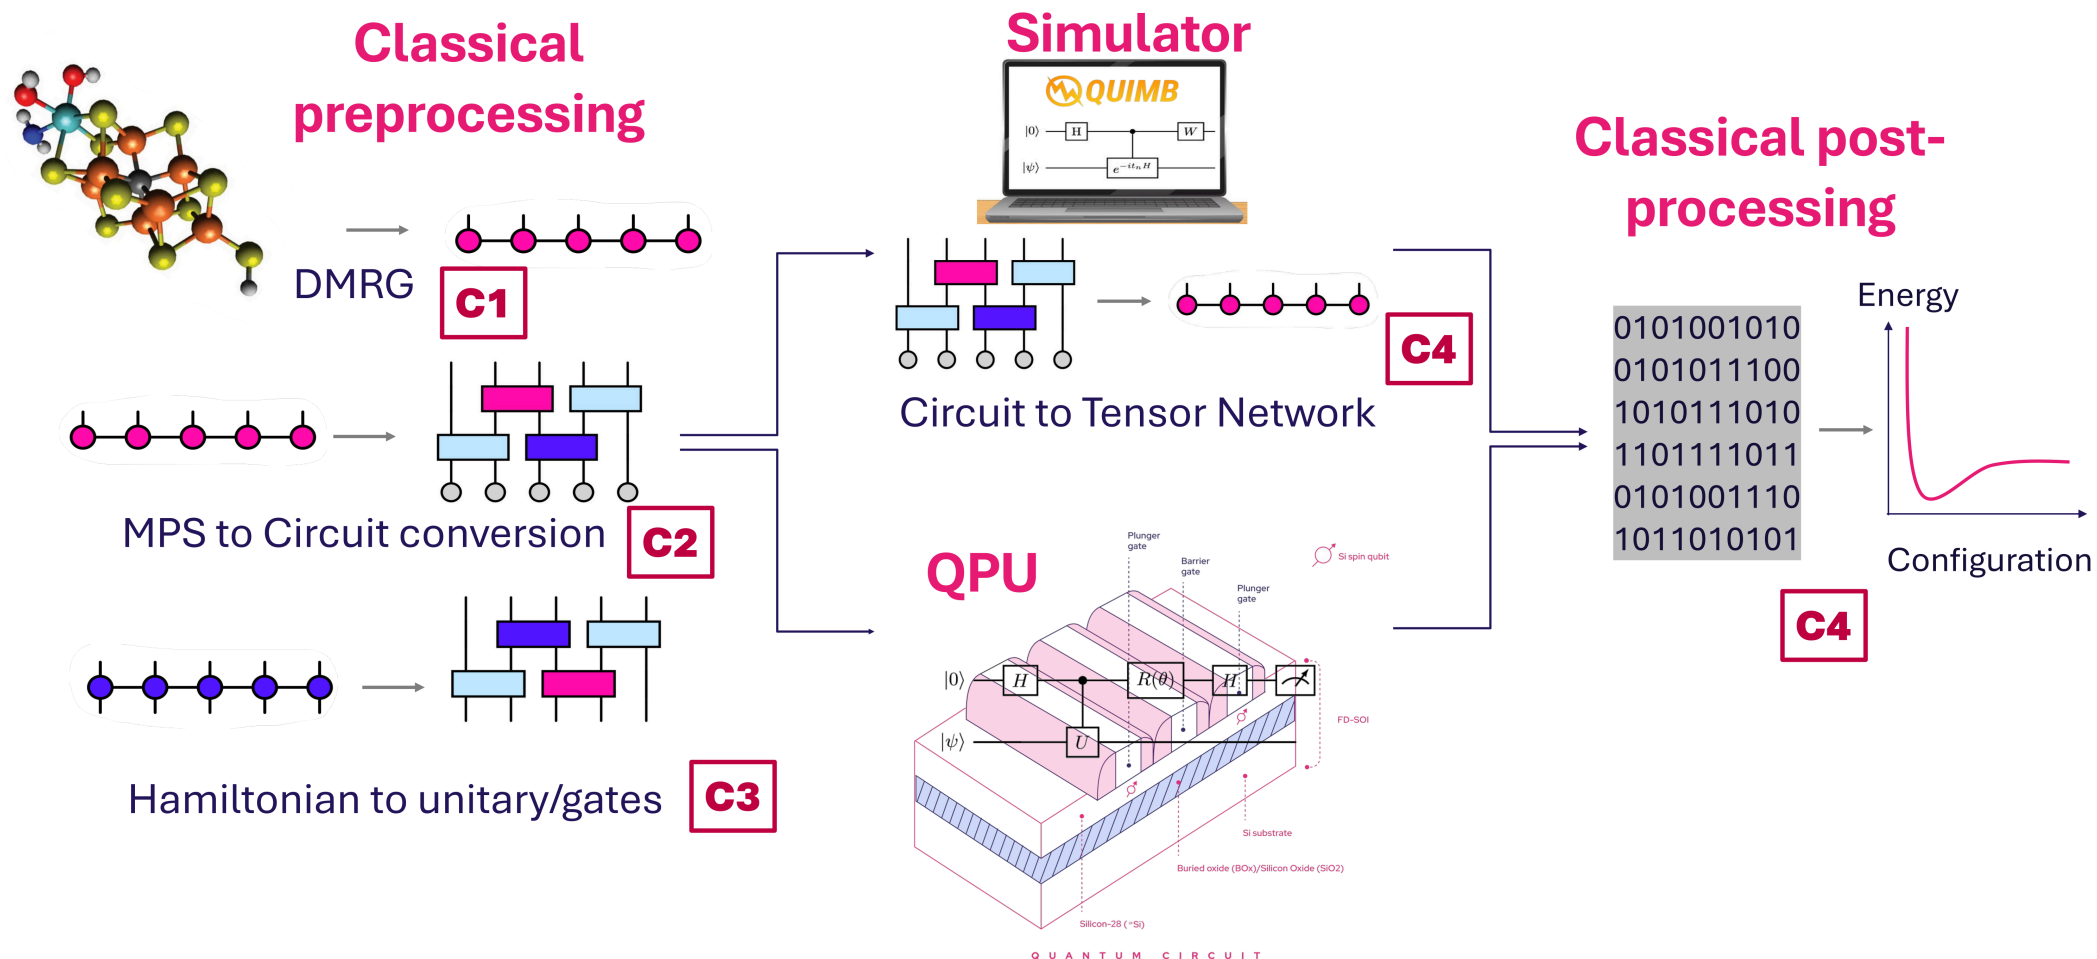 Classical
preprocessing
DMRG
C1
MPS to Circuit conversion
C2
Hamiltonian to unitary/gates
C3
Simulator
QUIMB
|0⟩ H W
|ψ⟩ e^{-it_nH}
C4
Circuit to Tensor Network
QPU
Plunger
gate
Barrier
gate
Plunger
gate
Si spin qubit
|0⟩ H R(θ) H
|ψ⟩ U
FD-SOI
Si substrate
Buried oxide (BOx)/Silicon Oxide (SiO2)
Silicon-28 (²⁸Si)
QUANTUM CIRCUIT
Classical post-
processing
0101001010
0101011100
1010111010
1101111011
0101001110
1011010101
Energy
Configuration
C4